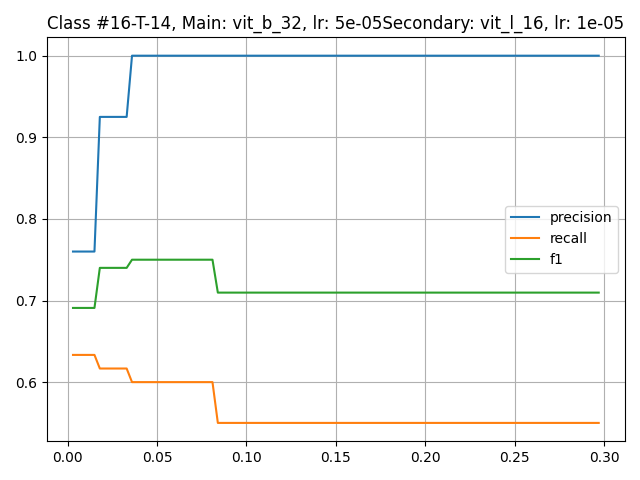 Class #16-T-14, Main: vit_b_32, lr: 5e-05Secondary: vit_l_16, lr: 1e-05
1.0
0.9
0.8
0.7
0.6
precision
recall
f1
0.00 0.05 0.10 0.15 0.20 0.25 0.30